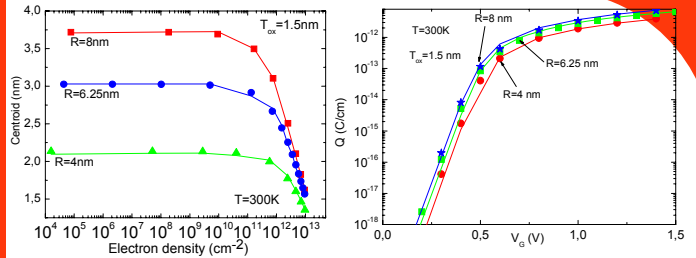 4,0
3,5
3,0
2,5
2,0
1,5
Centroid (nm)
R=8nm
T_ox=1.5nm
R=6.25nm
R=4nm
T=300K
10^4 10^5 10^6 10^7 10^8 10^9 10^10 10^11 10^12 10^13
Electron density (cm^-2)
10^-12
10^-13
10^-14
10^-15
10^-16
10^-17
10^-18
Q (C/cm)
T=300K
T_ox=1.5 nm
R=8 nm
R=6.25nm
R=4 nm
0,0 0,5 1,0 1,5
V_G (V)